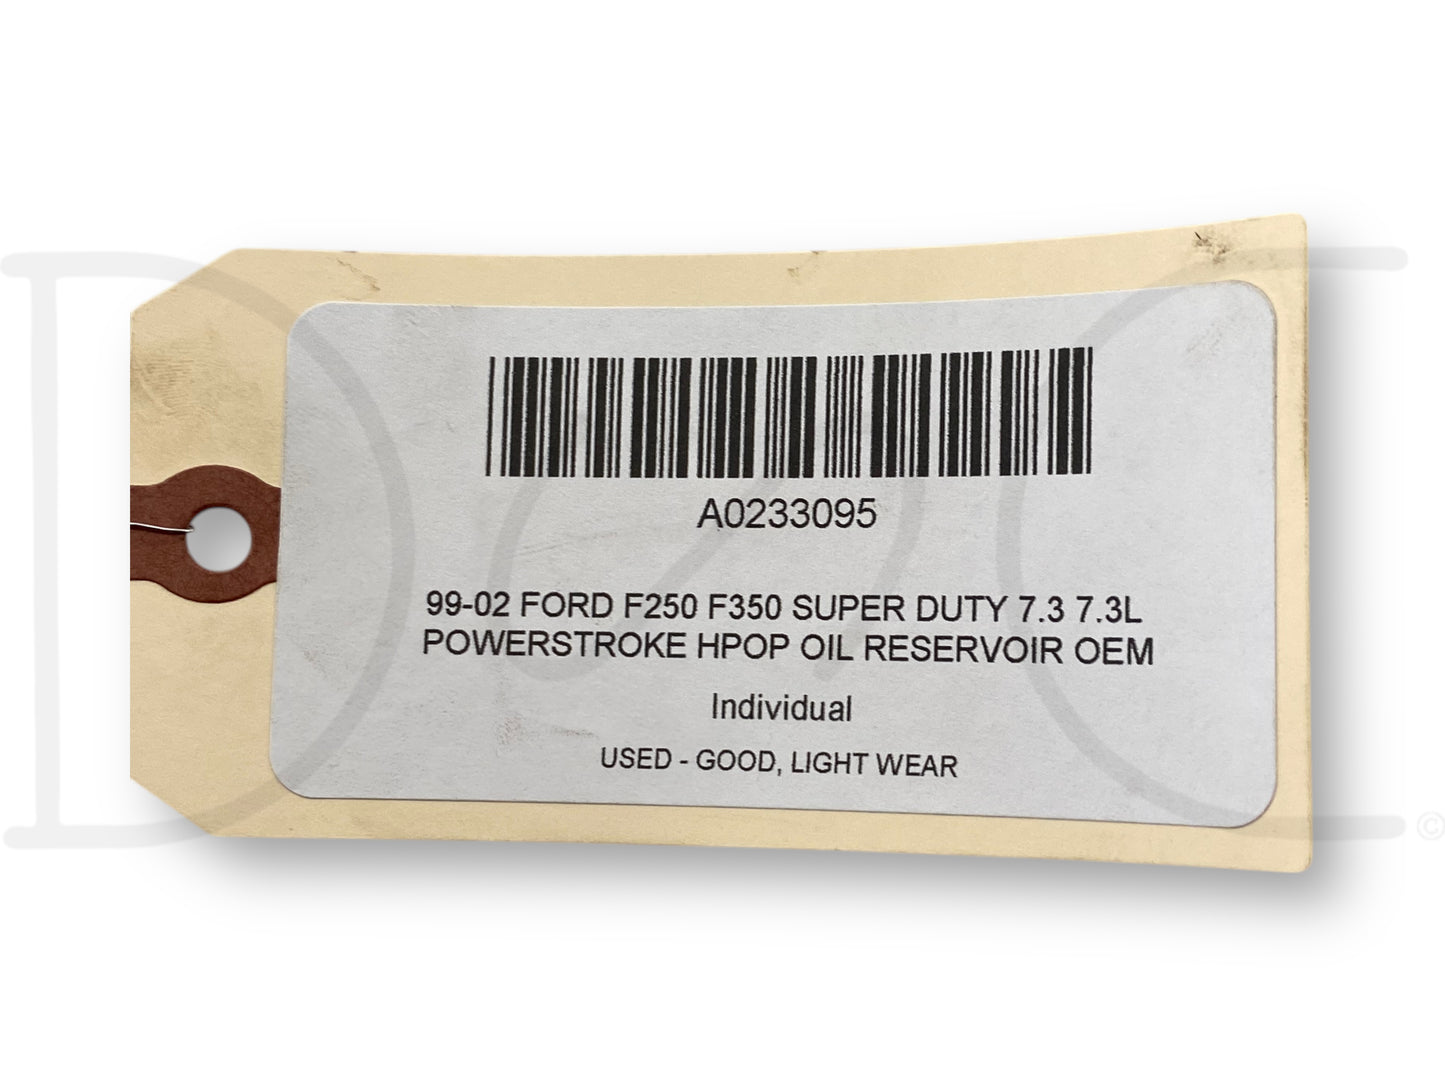 A0233095
99-02 FORD F250 F350 SUPER DUTY 7.3 7.3L
POWERSTROKE HPOP OIL RESERVOIR OEM
Individual
USED - GOOD, LIGHT WEAR
©